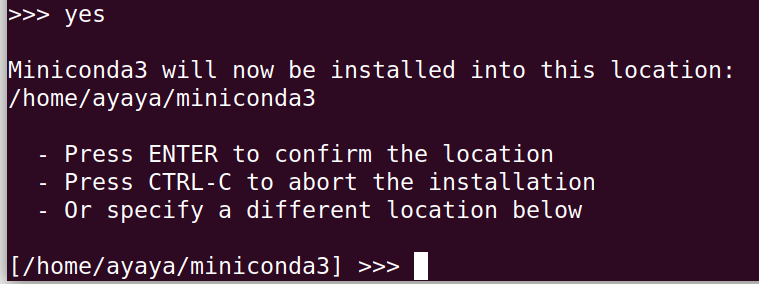 >>> yes
Miniconda3 will now be installed into this location:
/home/ayaya/miniconda3
- Press ENTER to confirm the location
- Press CTRL-C to abort the installation
- Or specify a different location below
[/home/ayaya/miniconda3] >>>